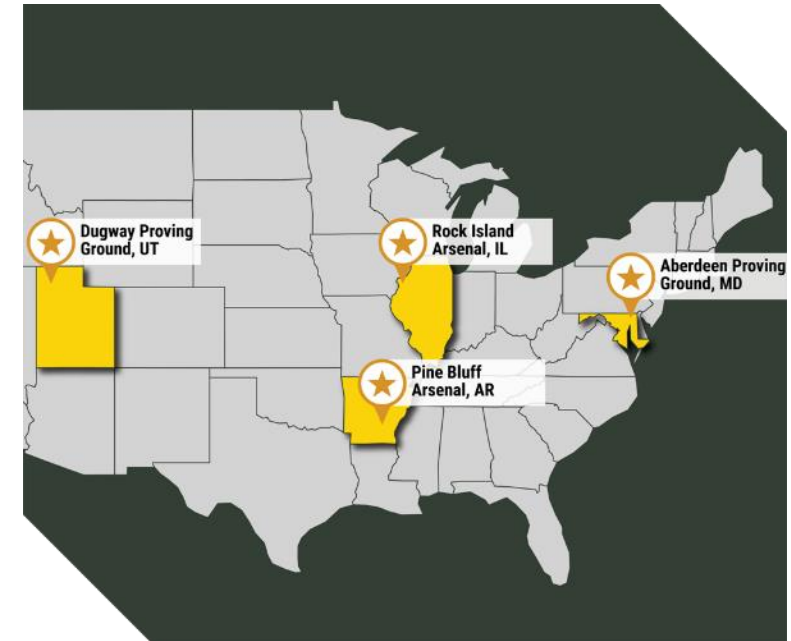 Dugway Proving
Ground, UT
Rock Island
Arsenal, IL
Aberdeen Proving
Ground, MD
Pine Bluff
Arsenal, AR